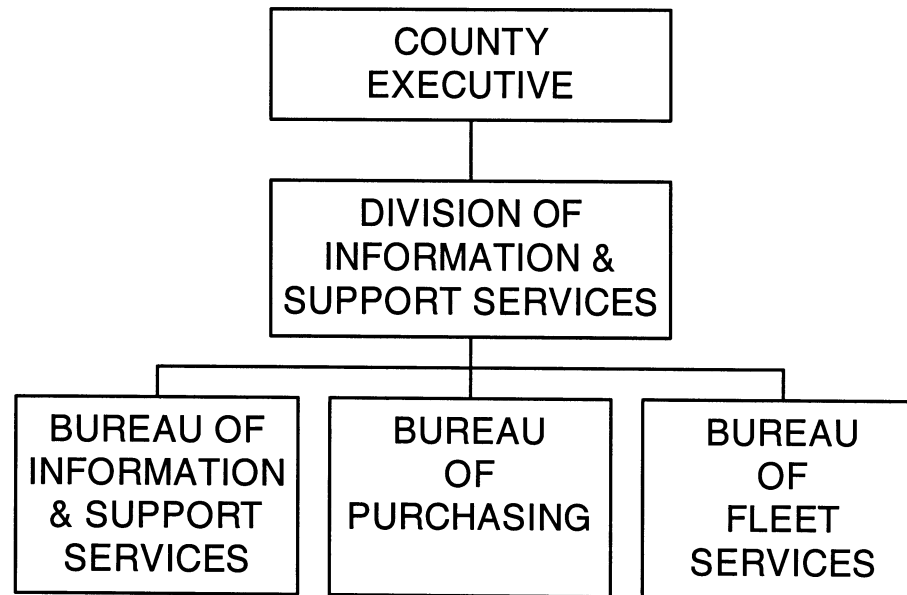 COUNTY
EXECUTIVE
DIVISION OF
INFORMATION &
SUPPORT SERVICES
BUREAU OF
INFORMATION
& SUPPORT
SERVICES
BUREAU
OF
PURCHASING
BUREAU
OF
FLEET
SERVICES